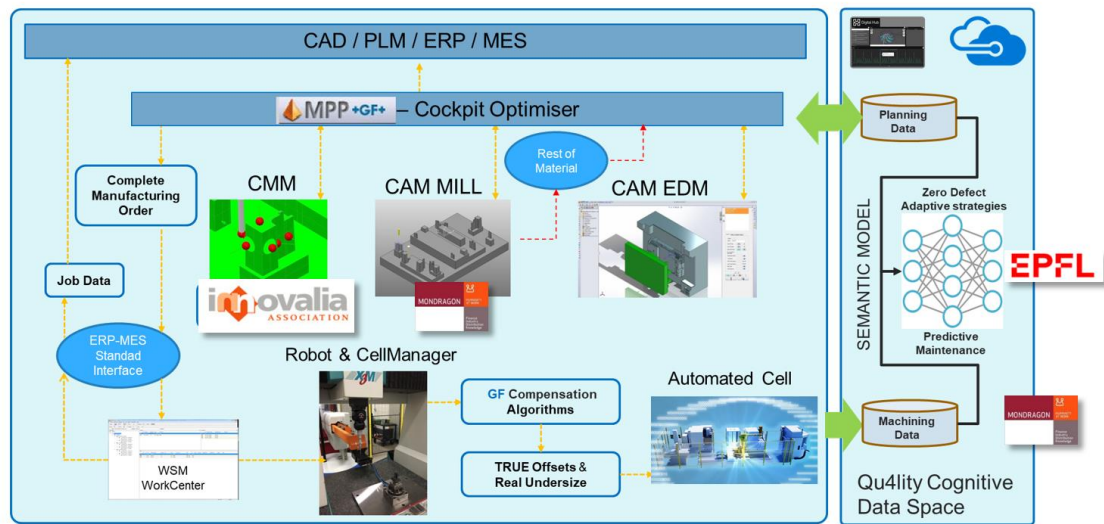 CAD / PLM / ERP / MES
MPP +GF+ – Cockpit Optimiser
Digital Hub
Planning
Data
Rest of
Material
Complete
Manufacturing
Order
CMM
CAM MILL
CAM EDM
Zero Defect
Adaptive strategies
SEMANTIC MODEL
EPFL
Predictive
Maintenance
Job Data
innovalia
ASSOCIATION
MONDRAGON
ERP-MES
Standad
Interface
Robot & CellManager
GF Compensation
Algorithms
Automated Cell
Machining
Data
MONDRAGON
WSM
WorkCenter
TRUE Offsets &
Real Undersize
Qu4lity Cognitive
Data Space